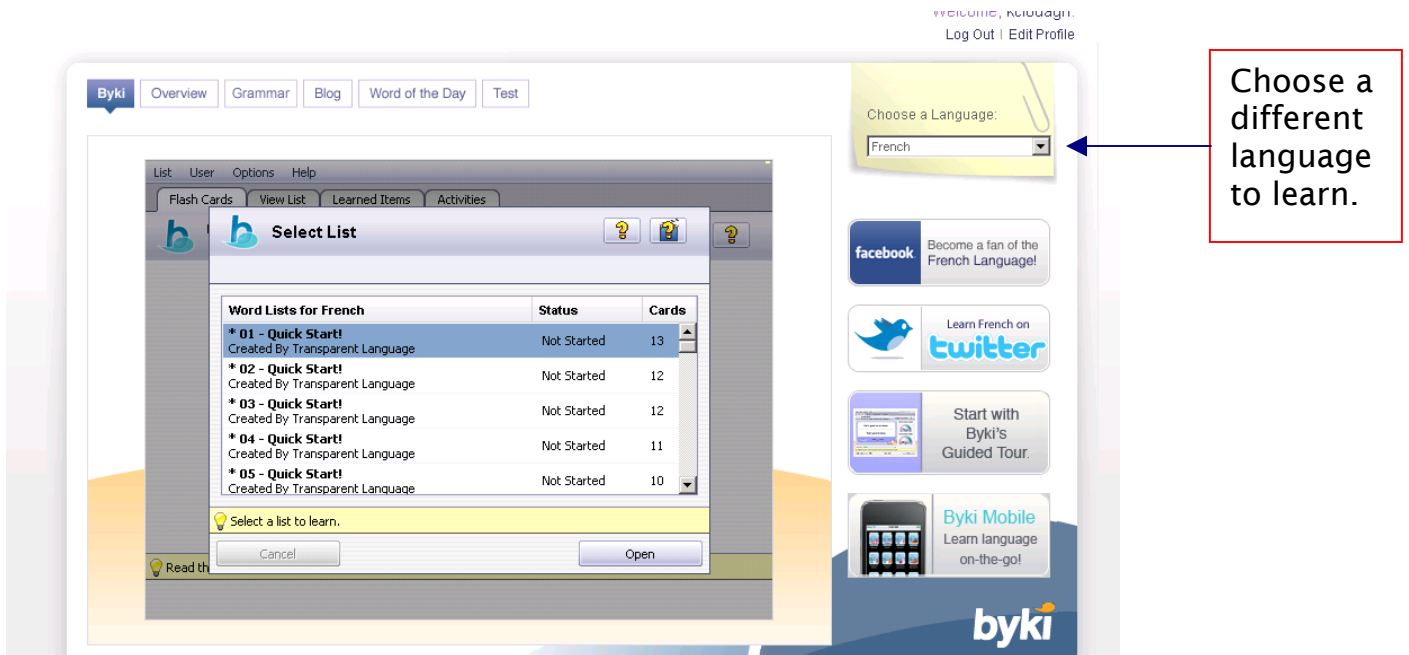 Welcome, kclodagh.
Log Out | Edit Profile
Byki Overview Grammar Blog Word of the Day Test
Choose a Language:
French
Choose a
different
language
to learn.
List User Options Help
Flash Cards View List Learned Items Activities
Select List
Word Lists for French Status Cards
* 01 - Quick Start! Not Started 13
Created By Transparent Language
* 02 - Quick Start! Not Started 12
Created By Transparent Language
* 03 - Quick Start! Not Started 12
Created By Transparent Language
* 04 - Quick Start! Not Started 11
Created By Transparent Language
* 05 - Quick Start! Not Started 10
Created By Transparent Language
Select a list to learn.
Cancel Open
Read th
facebook
Become a fan of the
French Language!
Learn French on
twitter
Start with
Byki's
Guided Tour.
Byki Mobile
Learn language
on-the-go!
byki